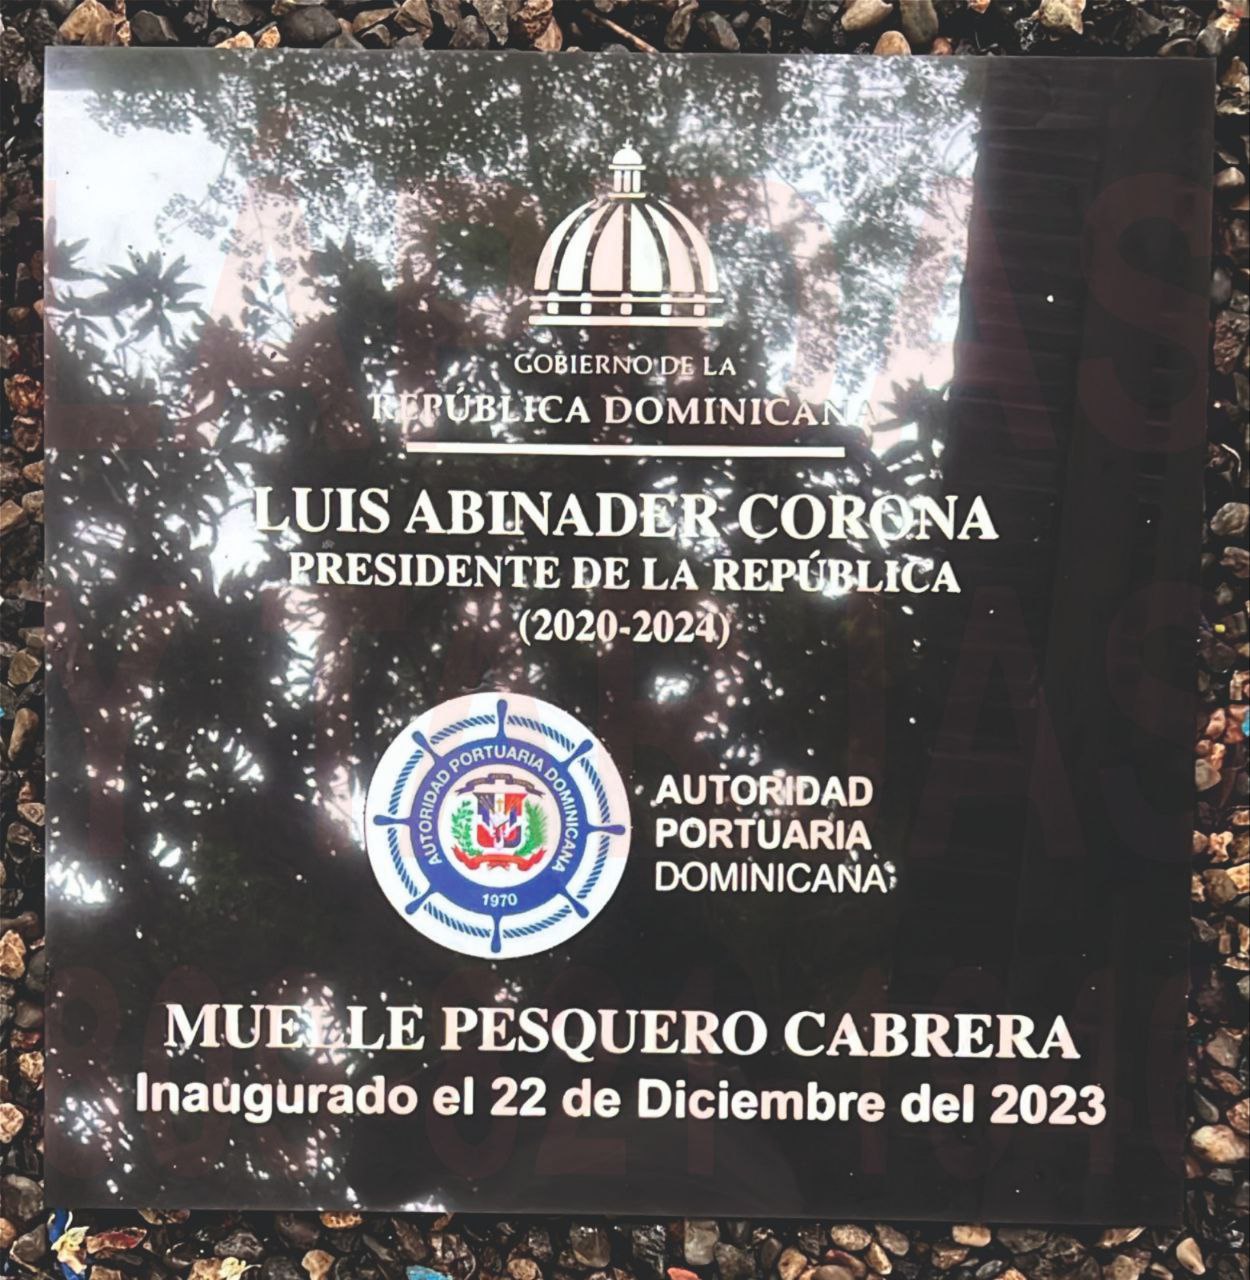 GOBIERNO DE LA
REPÚBLICA DOMINICANA
LUIS ABINADER CORONA
PRESIDENTE DE LA REPÚBLICA
(2020-2024)
AUTORIDAD PORTUARIA DOMINICANA
1970
AUTORIDAD
PORTUARIA
DOMINICANA
MUELLE PESQUERO CABRERA
Inaugurado el 22 de Diciembre del 2023